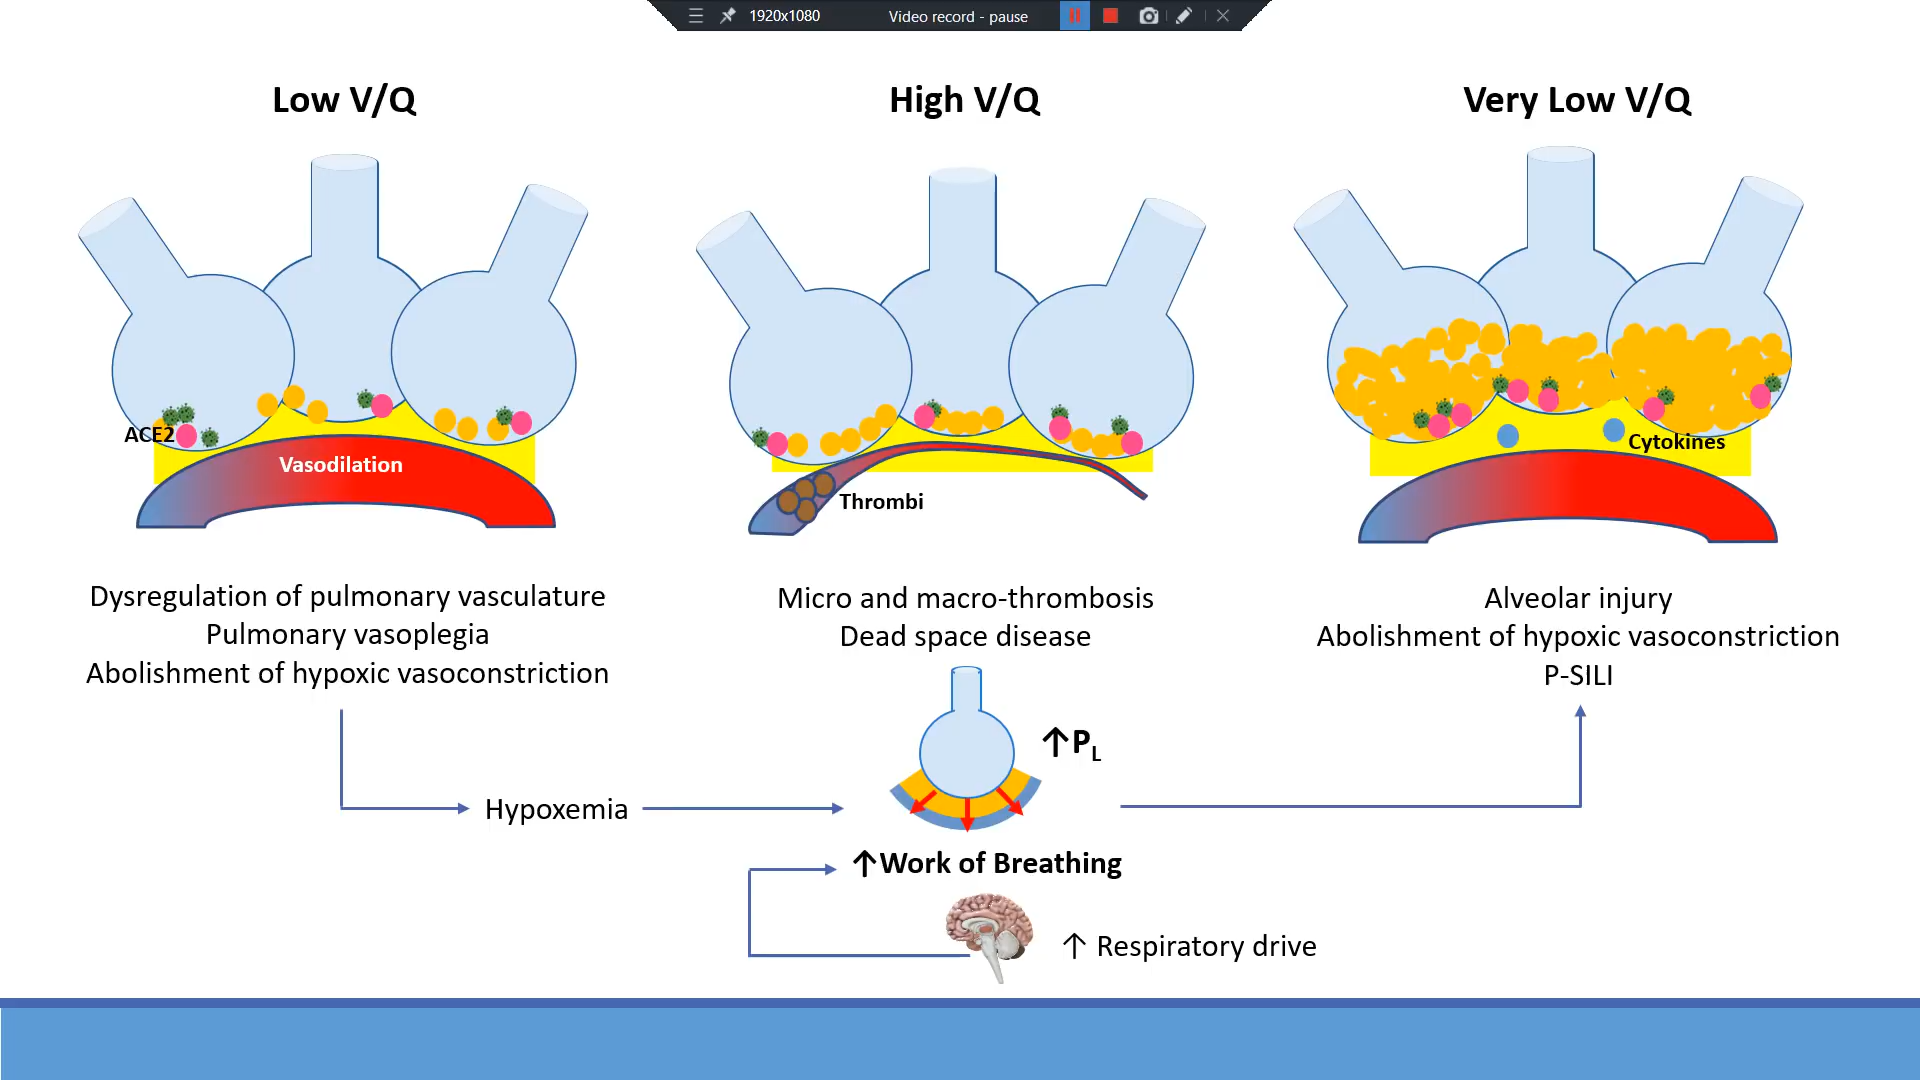 1920x1080
Video record - pause
Low V/Q
High V/Q
Very Low V/Q
ACE2
Vasodilation
Thrombi
Cytokines
Dysregulation of pulmonary vasculature
Pulmonary vasoplegia
Abolishment of hypoxic vasoconstriction
Micro and macro-thrombosis
Dead space disease
Alveolar injury
Abolishment of hypoxic vasoconstriction
P-SILI
↑PL
Hypoxemia
↑Work of Breathing
↑ Respiratory drive